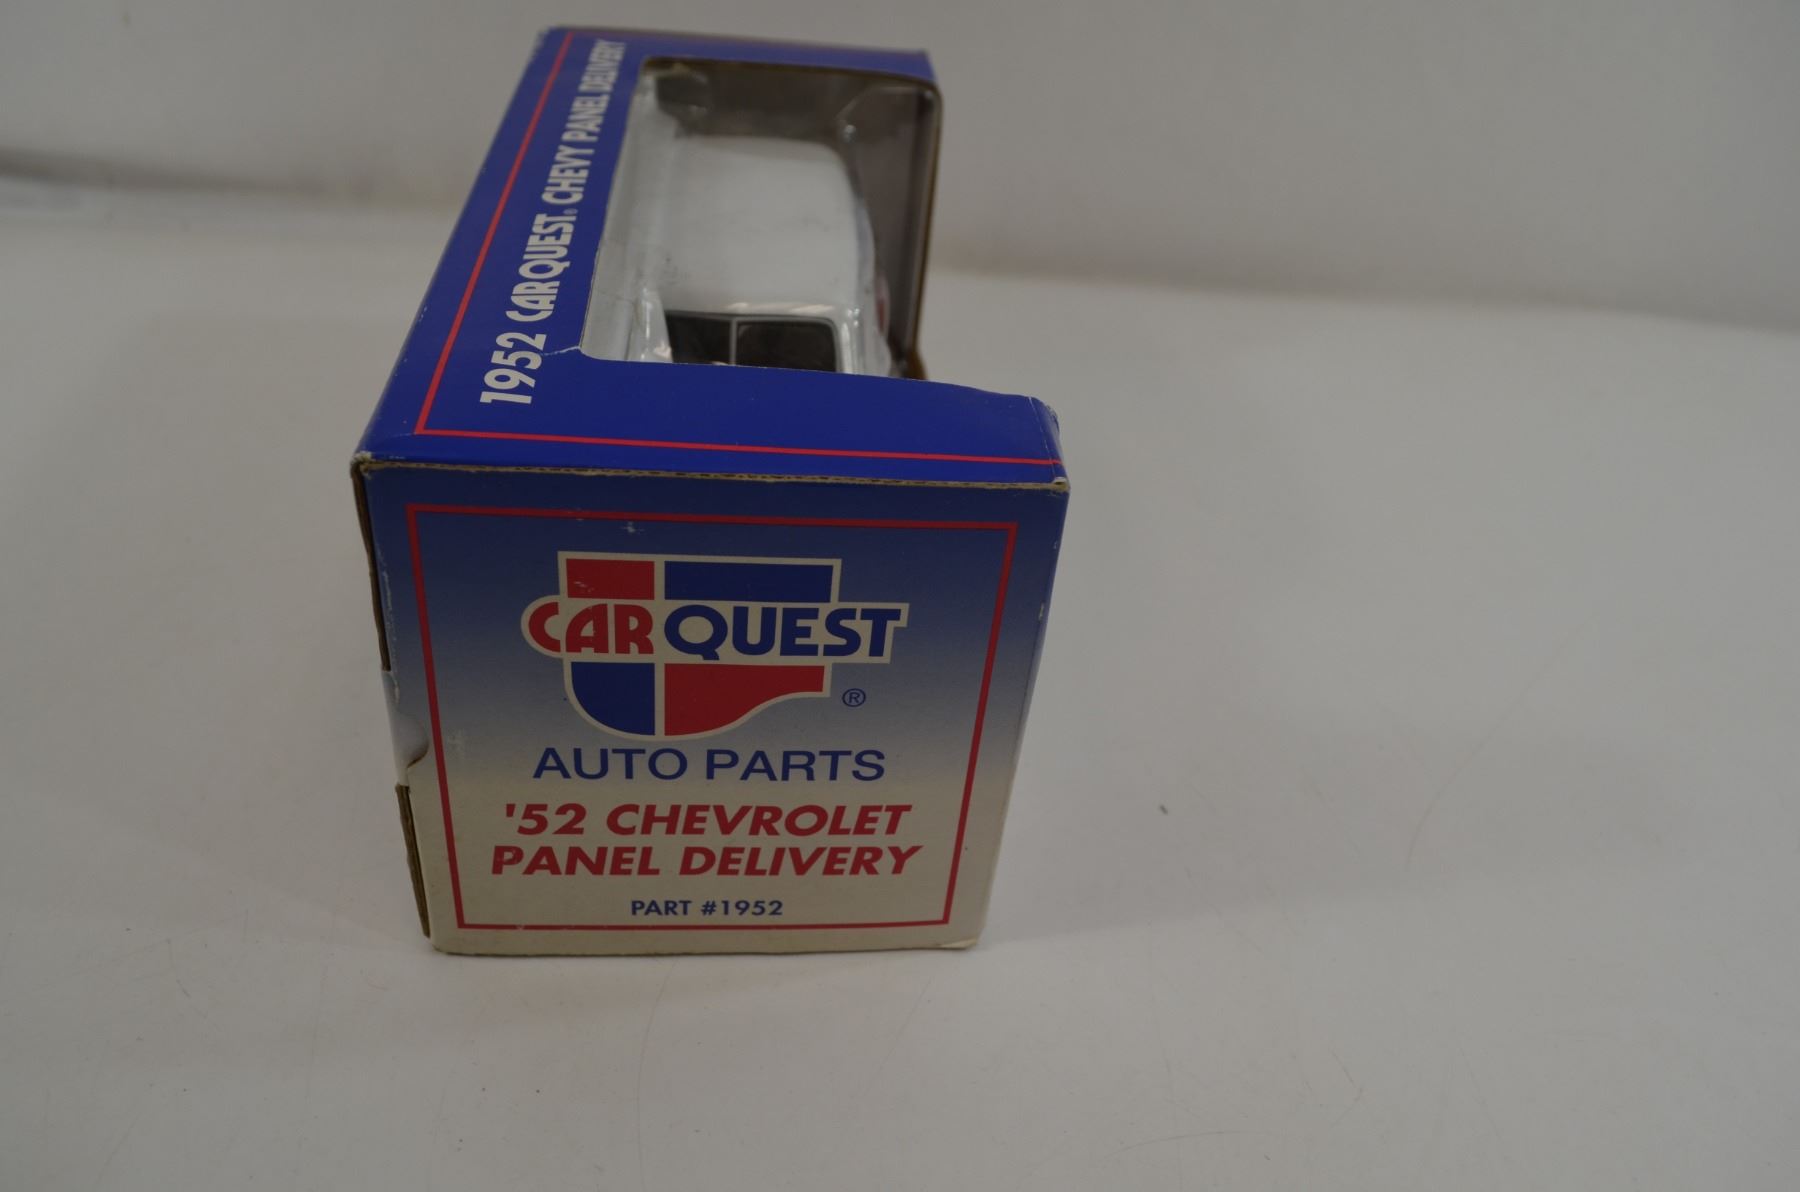 1952 CARQUEST® CHEVY PANEL DELIVERY
CARQUEST®
AUTO PARTS
'52 CHEVROLET
PANEL DELIVERY
PART #1952